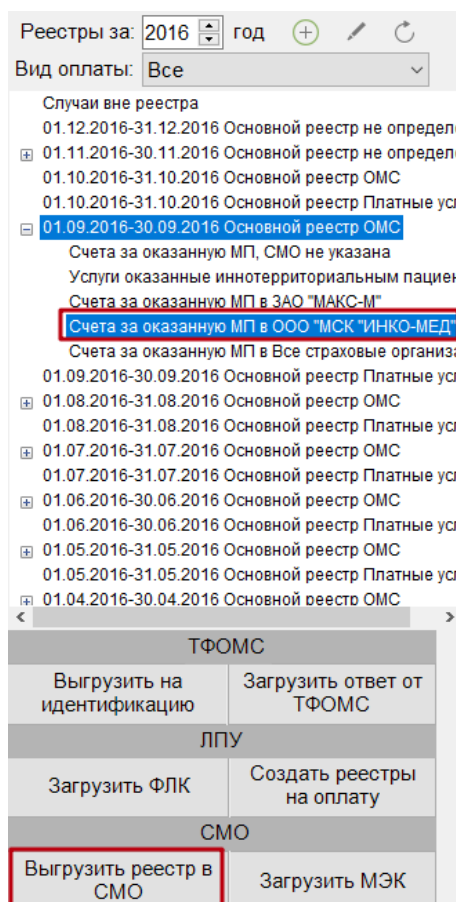 Реестры за: 2016 год
Вид оплаты: Все
Случаи вне реестра
01.12.2016-31.12.2016 Основной реестр не определ
01.11.2016-30.11.2016 Основной реестр не определ
01.10.2016-31.10.2016 Основной реестр ОМС
01.10.2016-31.10.2016 Основной реестр Платные усл
01.09.2016-30.09.2016 Основной реестр ОМС
Счета за оказанную МП, СМО не указана
Услуги оказанные иннотерриториальным пациен
Счета за оказанную МП в ЗАО "МАКС-М"
Счета за оказанную МП в ООО "МСК "ИНКО-МЕД"
Счета за оказанную МП в Все страховые организа
01.09.2016-30.09.2016 Основной реестр Платные усл
01.08.2016-31.08.2016 Основной реестр ОМС
01.08.2016-31.08.2016 Основной реестр Платные усл
01.07.2016-31.07.2016 Основной реестр ОМС
01.07.2016-31.07.2016 Основной реестр Платные усл
01.06.2016-30.06.2016 Основной реестр ОМС
01.06.2016-30.06.2016 Основной реестр Платные усл
01.05.2016-31.05.2016 Основной реестр ОМС
01.05.2016-31.05.2016 Основной реестр Платные усл
01.04.2016-30.04.2016 Основной реестр ОМС
ТФОМС
Выгрузить на
идентификацию
Загрузить ответ от
ТФОМС
ЛПУ
Загрузить ФЛК
Создать реестры
на оплату
СМО
Выгрузить реестр в
СМО
Загрузить МЭК